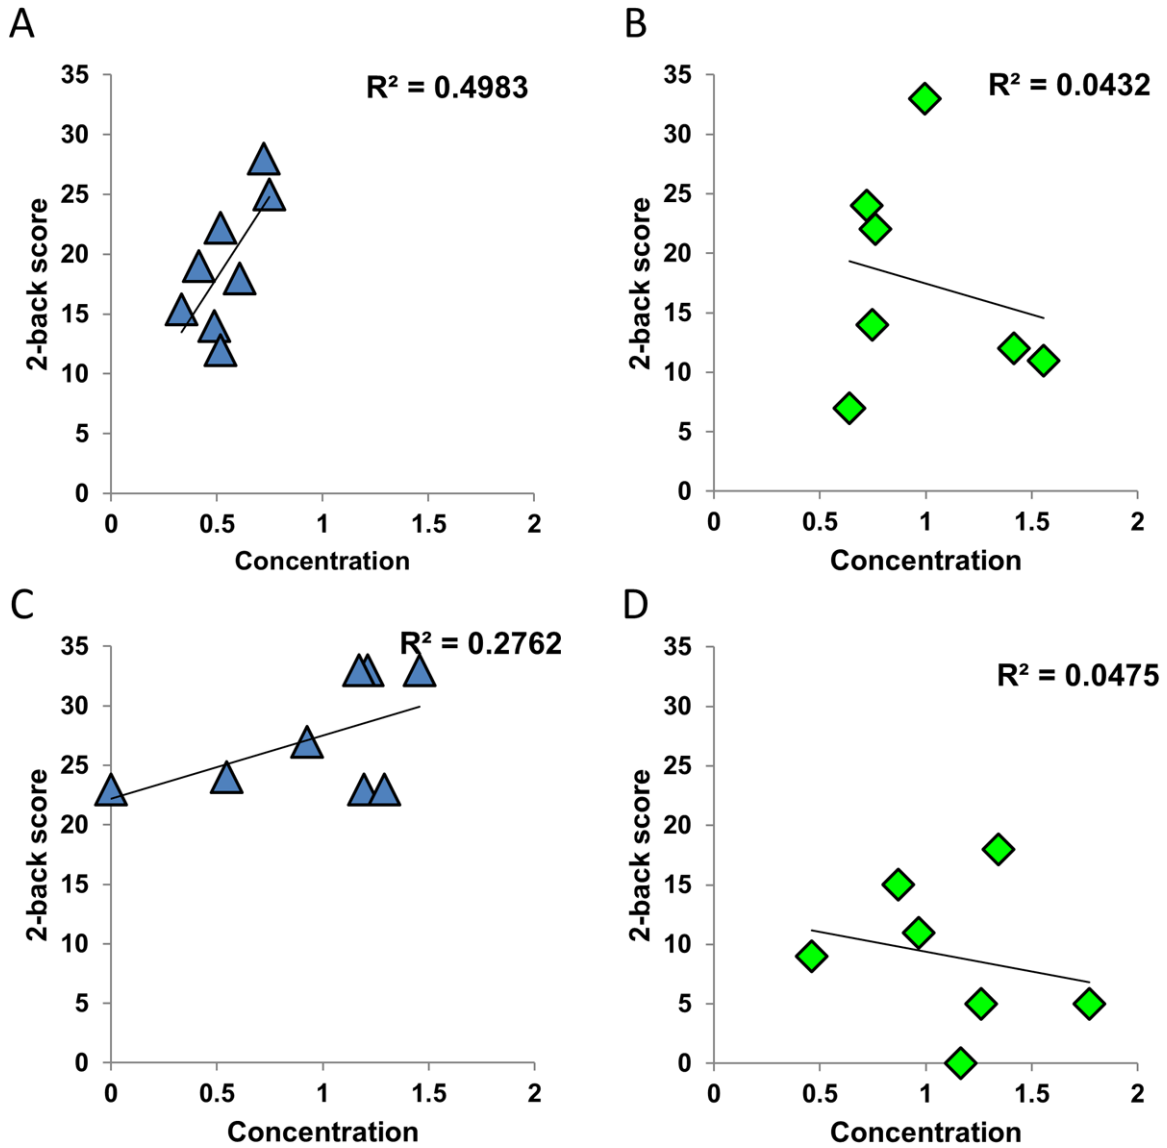 A
R² = 0.4983
2-back score
35
30
25
20
15
10
5
0
0 0.5 1 1.5 2
Concentration
B
R² = 0.0432
2-back score
35
30
25
20
15
10
5
0
0 0.5 1 1.5 2
Concentration
C
R² = 0.2762
2-back score
35
30
25
20
15
10
5
0
0 0.5 1 1.5 2
Concentration
D
R² = 0.0475
2-back score
35
30
25
20
15
10
5
0
0 0.5 1 1.5 2
Concentration